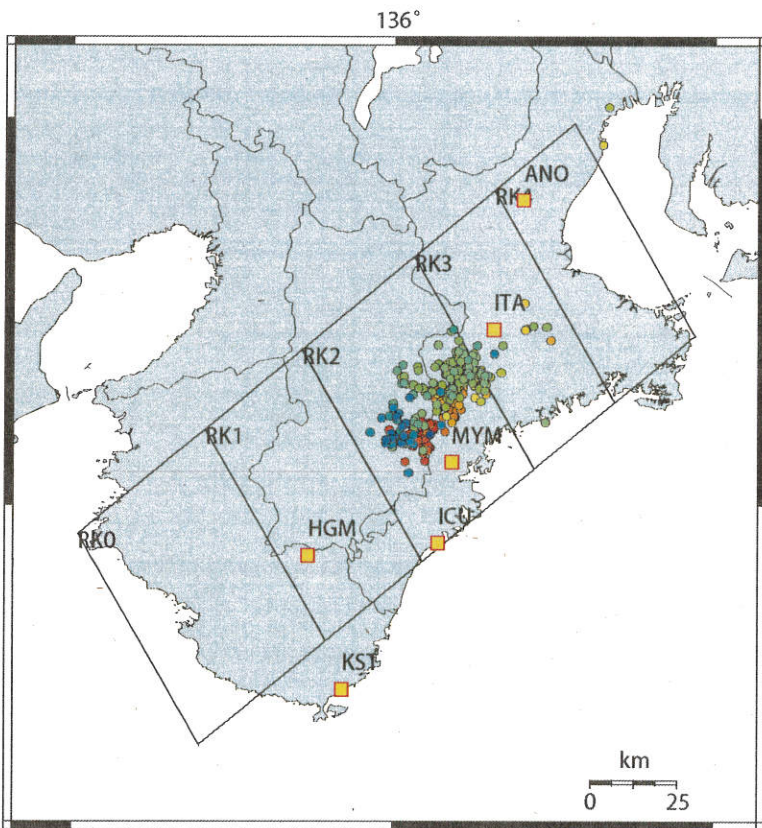 136°
ANO
RK4
RK3
ITA
RK2
RK1
MYM
ICU
HGM
RK0
KST
km
0 25